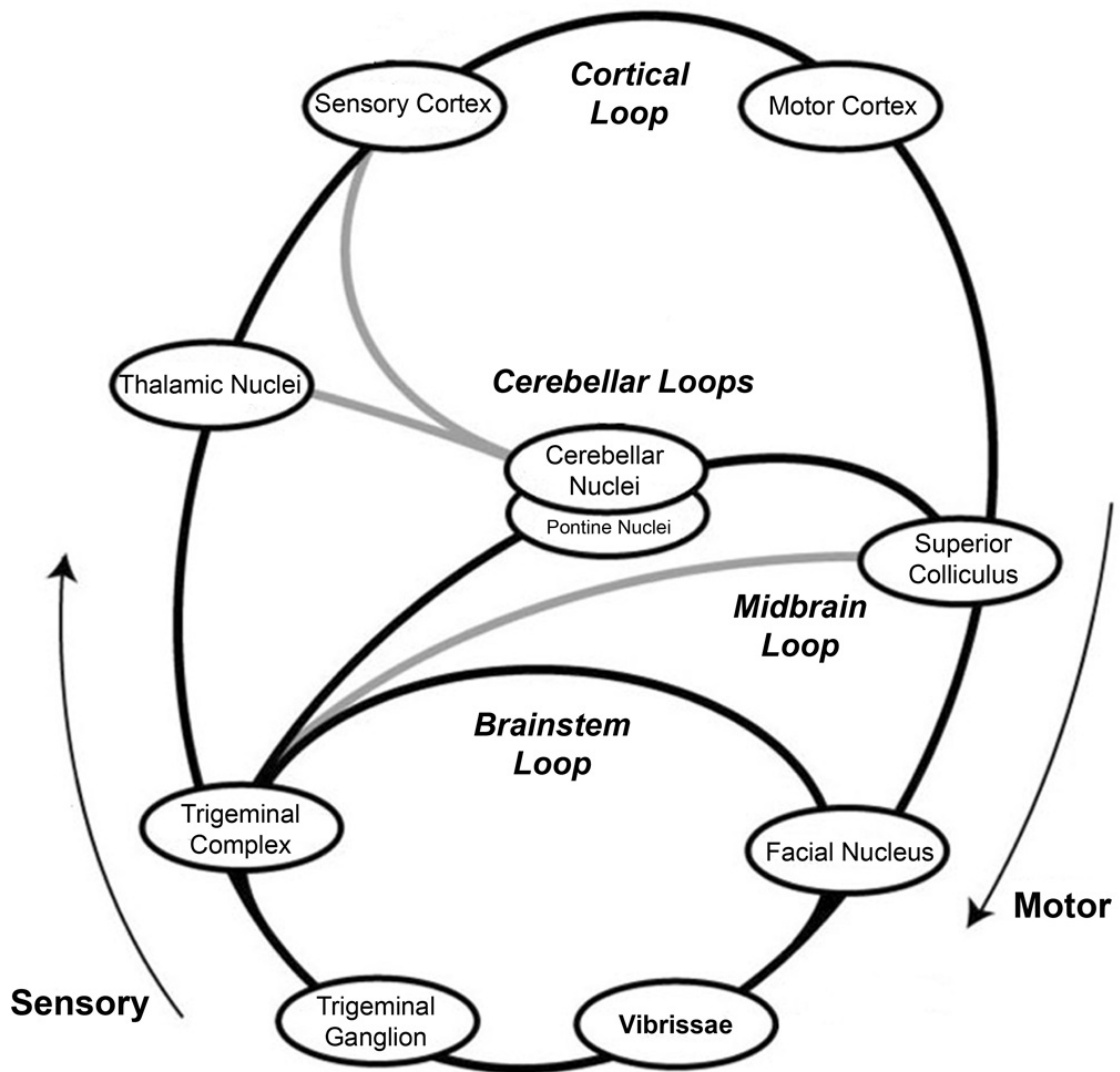 Cortical
Loop
Sensory Cortex
Motor Cortex
Thalamic Nuclei
Cerebellar Loops
Cerebellar
Nuclei
Pontine Nuclei
Superior
Colliculus
Midbrain
Loop
Brainstem
Loop
Trigeminal
Complex
Facial Nucleus
Motor
Sensory
Trigeminal
Ganglion
Vibrissae